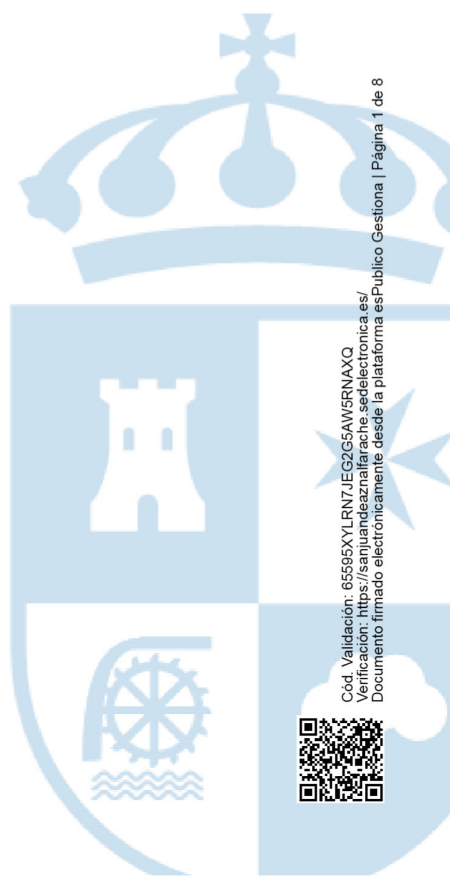 Cód. Validación: 65595XYLRN7JEG2G5AW5RNAXQ
Verificación: https://sanjuandeaznalfarache.sedelectronica.es/
Documento firmado electrónicamente desde la plataforma esPublico Gestiona | Página 1 de 8